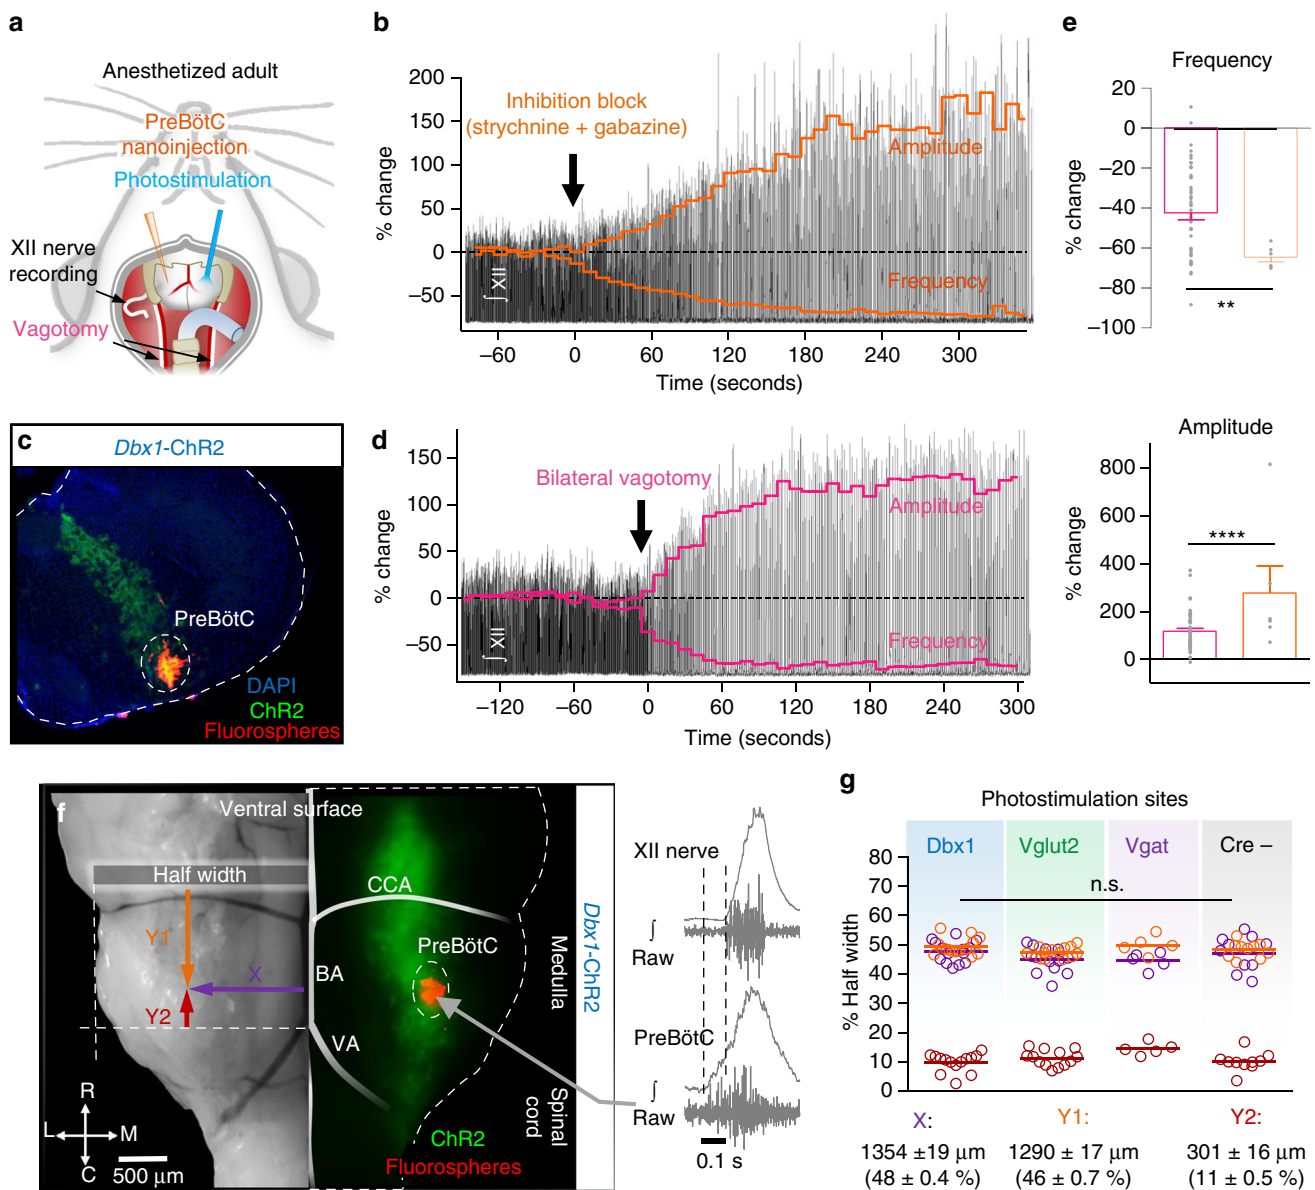 a
Anesthetized adult
PreBötC
nanoinjection
Photostimulation
XII nerve
recording
Vagotomy
b
% change
200
150
100
50
0
−50
Inhibition block
(strychnine + gabazine)
Amplitude
Frequency
∫ XII
−60
0
60
120
180
240
300
Time (seconds)
e
Frequency
% change
20
0
−20
−40
−60
−80
−100
**
c
Dbx1-ChR2
PreBötC
DAPI
ChR2
Fluorospheres
d
% change
150
100
50
0
−50
Bilateral vagotomy
Amplitude
Frequency
∫ XII
−120
−60
0
60
120
180
240
300
Time (seconds)
Amplitude
% change
800
600
400
200
0
****
f
Ventral surface
Half width
Y1
X
Y2
R
L
M
C
500 µm
CCA
PreBötC
BA
VA
ChR2
Fluorospheres
Medulla
Spinal
cord
Dbx1-ChR2
XII nerve
∫
Raw
PreBötC
∫
Raw
0.1 s
g
Photostimulation sites
Dbx1
Vglut2
Vgat
Cre –
n.s.
% Half width
80
70
60
50
40
30
20
10
0
X:
Y1:
Y2:
1354 ±19 µm
1290 ± 17 µm
301 ± 16 µm
(48 ± 0.4 %)
(46 ± 0.7 %)
(11 ± 0.5 %)